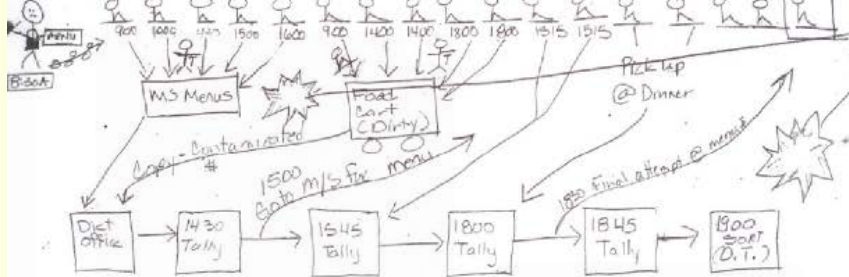 MENU
8:30A
900 1000 1500 1600 900 1400 1400 1800 1800 1515 1515
Pick up
@ Dinner
MS Menus
Food
Cart
(Dirty)
Copy - Contaminated
#
1500
Go to M/S for menu
1830 Final attempt @ menus
Diet
Office
1430
Tally
1545
Tally
1800
Tally
1845
Tally
1900
SORT
(D.T.)